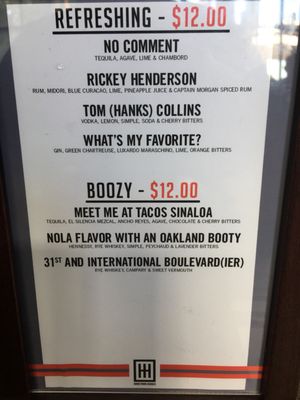 REFRESHING - $12.00
NO COMMENT
TEQUILA, AGAVE, LIME & CHAMBORD
RICKEY HENDERSON
RUM, MIDORI, BLUE CURACAO, LIME, PINEAPPLE JUICE & CAPTAIN MORGAN SPICED RUM
TOM (HANKS) COLLINS
VODKA, LEMON, SIMPLE, SODA & CHERRY BITTERS
WHAT'S MY FAVORITE?
GIN, GREEN CHARTREUSE, LUXARDO MARASCHINO, LIME, ORANGE BITTERS
BOOZY - $12.00
MEET ME AT TACOS SINALOA
TEQUILA, EL SILENCIA MEZCAL, ANCHO REYES, AGAVE, CHOCOLATE & CHERRY BITTERS
NOLA FLAVOR WITH AN OAKLAND BOOTY
HENNESSY, RYE WHISKEY, SIMPLE, PEYCHAUD & LAVENDER BITTERS
31ST AND INTERNATIONAL BOULEVARD(IER)
RYE WHISKEY, CAMPARI & SWEET VERMOUTH